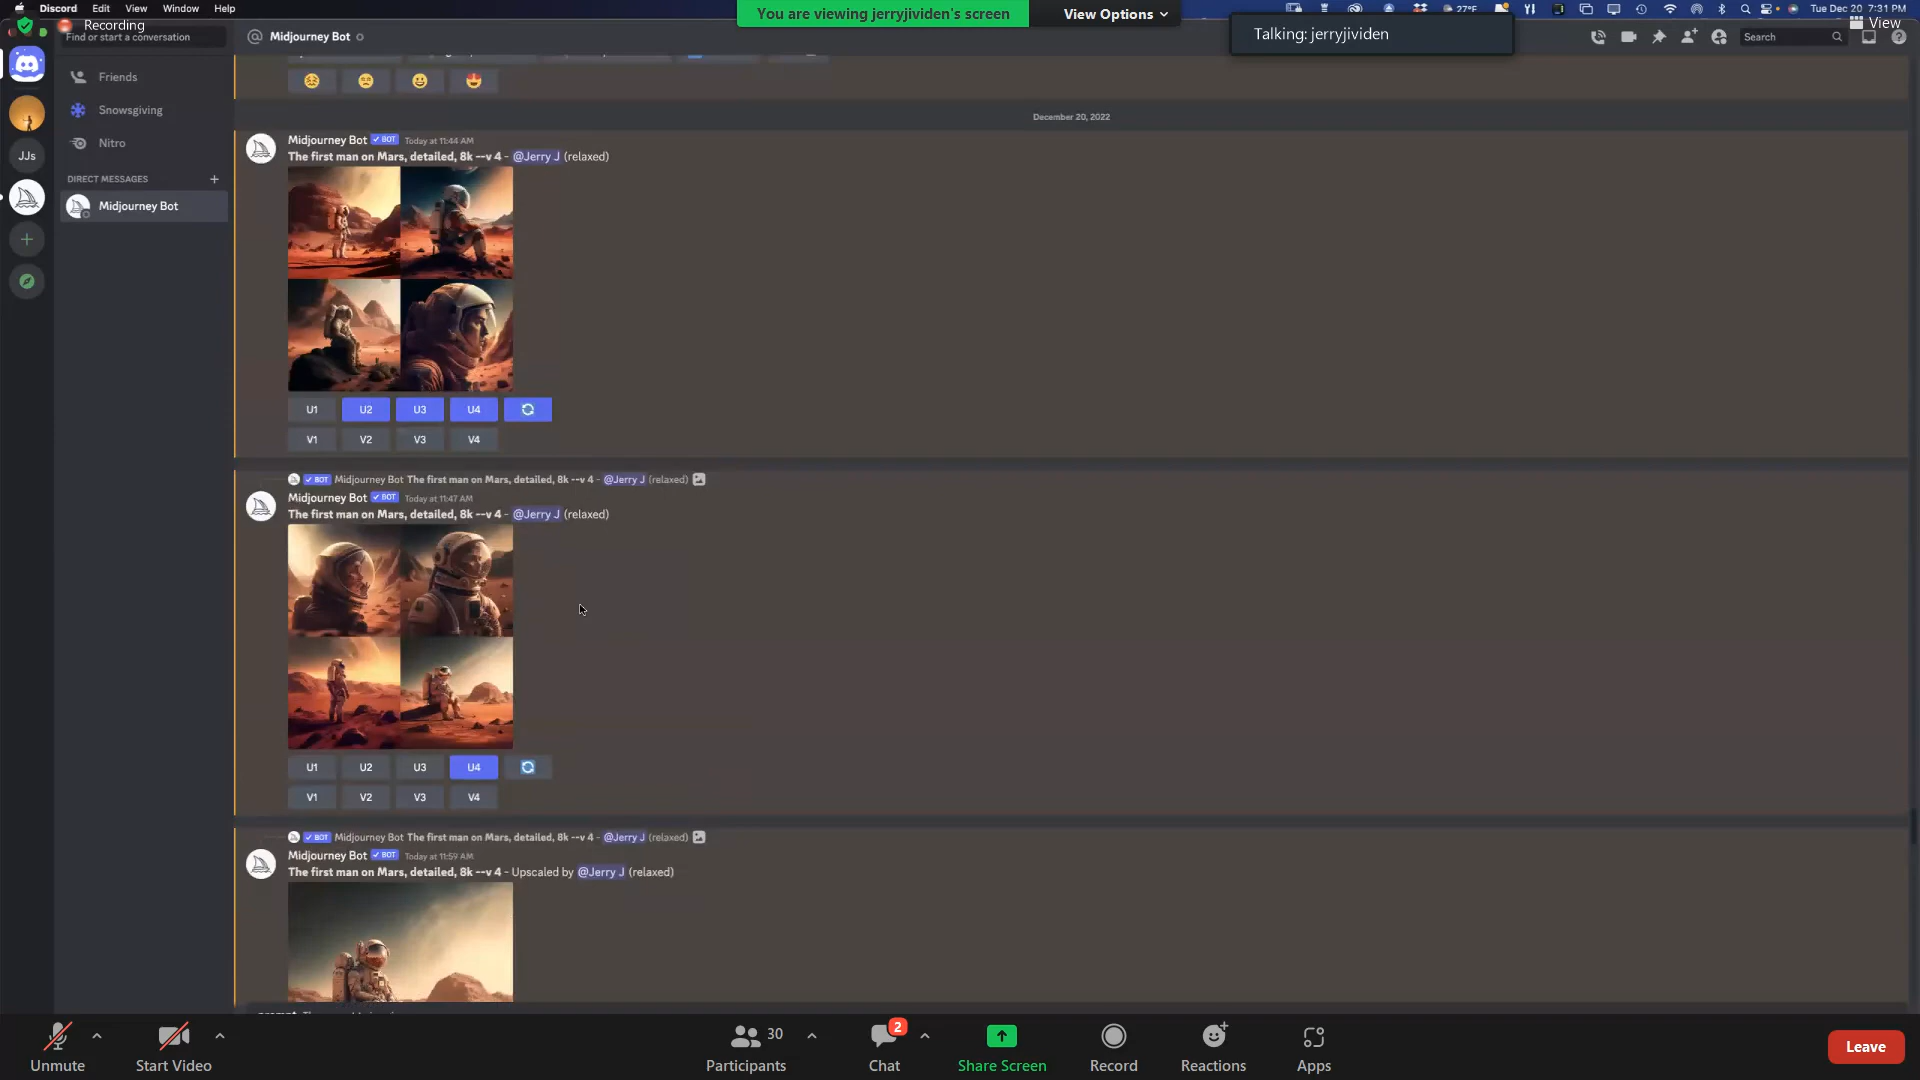 Discord Edit View Window Help
You are viewing jerryjividen's screen View Options
Talking: jerryjividen
27°F Tue Dec 20 7:31 PM
Recording
View
Find or start a conversation
Midjourney Bot
Search
Friends
Snowsgiving
Nitro
JJs
DIRECT MESSAGES +
Midjourney Bot
December 20, 2022
Midjourney Bot BOT Today at 11:44 AM
The first man on Mars, detailed, 8k --v 4 - @Jerry J (relaxed)
U1 U2 U3 U4
V1 V2 V3 V4
BOT Midjourney Bot The first man on Mars, detailed, 8k --v 4 - @Jerry J (relaxed)
Midjourney Bot BOT Today at 11:47 AM
The first man on Mars, detailed, 8k --v 4 - @Jerry J (relaxed)
U1 U2 U3 U4
V1 V2 V3 V4
BOT Midjourney Bot The first man on Mars, detailed, 8k --v 4 - @Jerry J (relaxed)
Midjourney Bot BOT Today at 11:59 AM
The first man on Mars, detailed, 8k --v 4 - Upscaled by @Jerry J (relaxed)
Unmute
Start Video
Participants 30
Chat 2
Share Screen
Record
Reactions
Apps
Leave